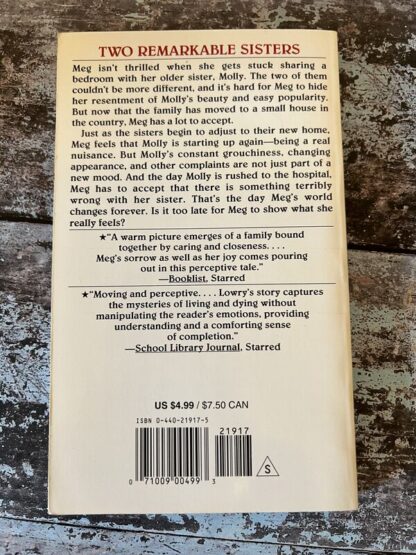 TWO REMARKABLE SISTERS
Meg isn't thrilled when she gets stuck sharing a
bedroom with her older sister, Molly. The two of them
couldn't be more different, and it's hard for Meg to hide
her resentment of Molly's beauty and easy popularity.
But now that the family has moved to a small house in
the country, Meg has a lot to accept.
Just as the sisters begin to adjust to their new home,
Meg feels that Molly is starting up again—being a real
nuisance. But Molly's constant grouchiness, changing
appearance, and other complaints are not just part of
a new mood. And the day Molly is rushed to the hospital,
Meg has to accept that there is something terribly
wrong with her sister. That's the day Meg's world
changes forever. Is it too late for Meg to show what she
really feels?
★"A warm picture emerges of a family bound
together by caring and closeness. . . .
Meg's sorrow as well as her joy comes pouring
out in this perceptive tale."
—Booklist, Starred
★"Moving and perceptive. . . . Lowry's story captures
the mysteries of living and dying without
manipulating the reader's emotions, providing
understanding and a comforting sense
of completion."
—School Library Journal, Starred
US $4.99 / $7.50 CAN
ISBN 0-440-21917-5
21917
0 71009 00499 3
S